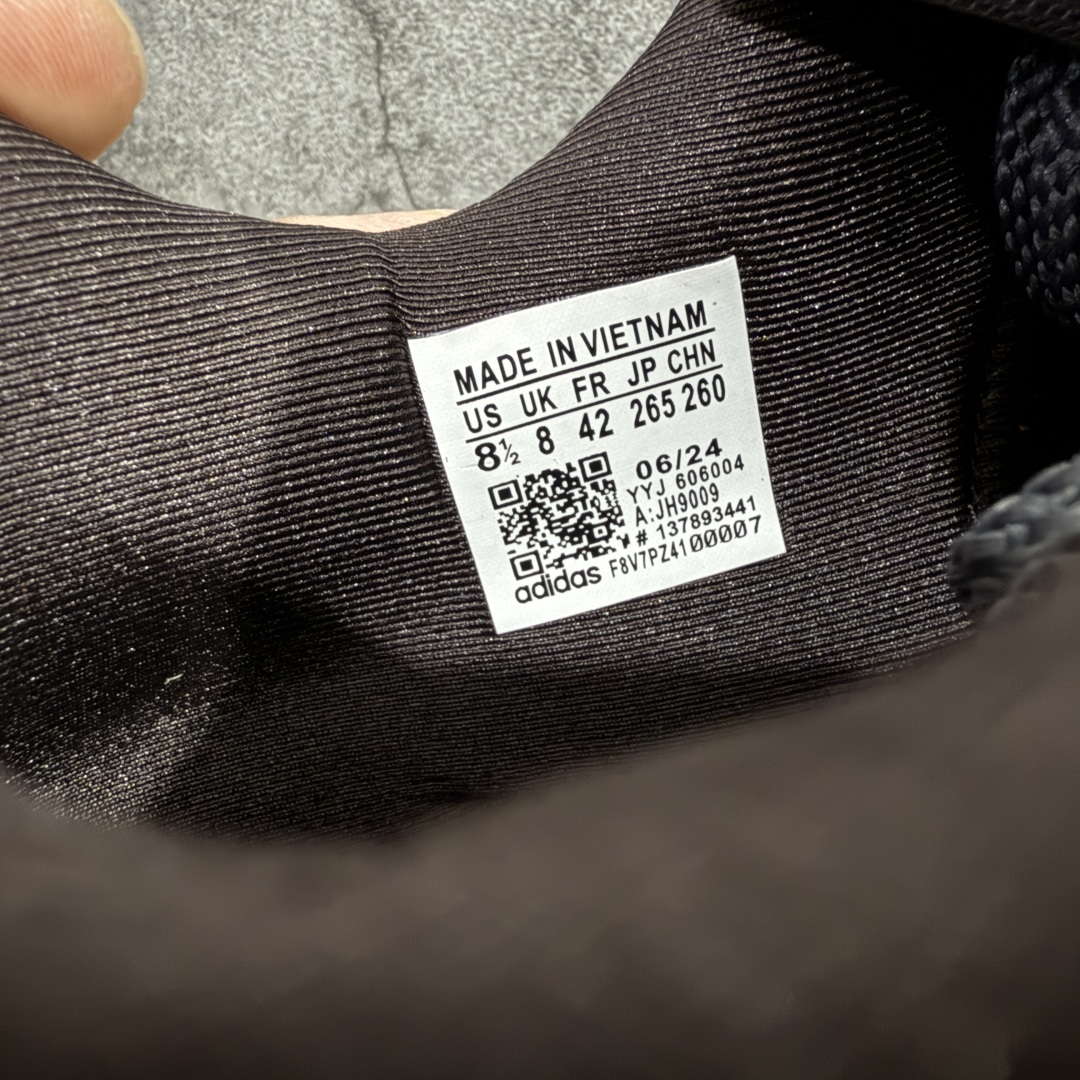 MADE IN VIETNAM
US UK FR JP CHN
8½ 8 42 265 260
06/24
YYJ 606004
A:JH9009
# 137893441
adidas F8V7PZ4100007